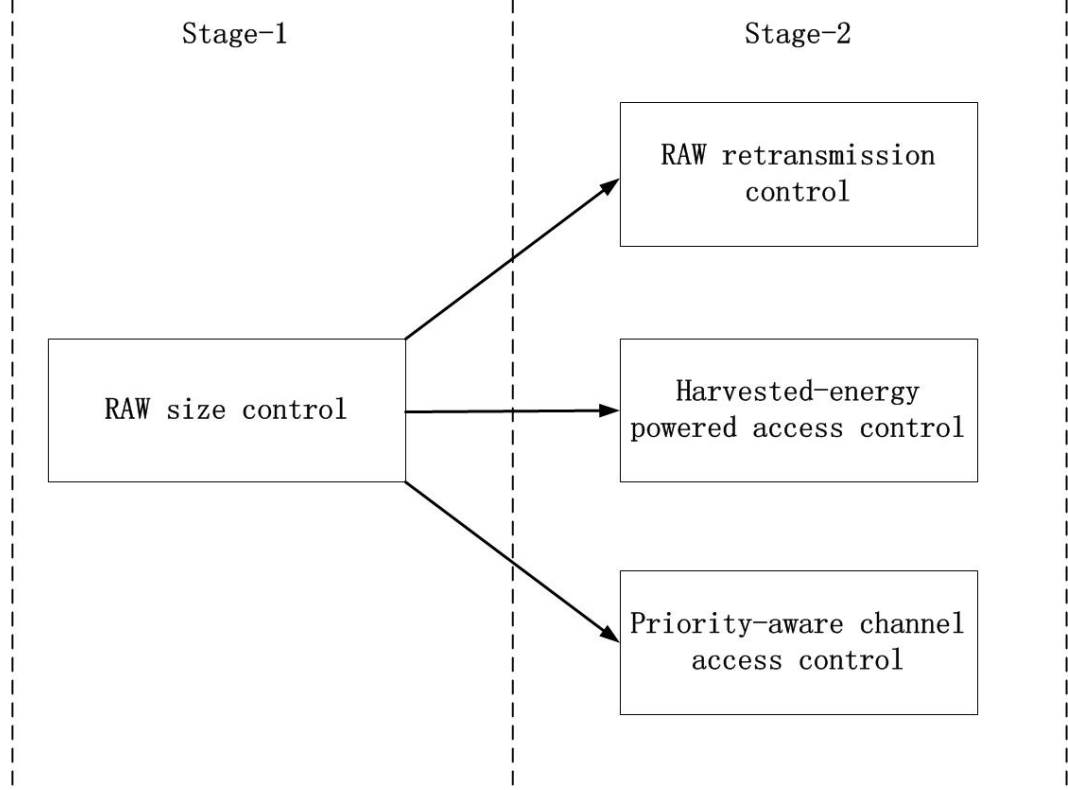 Stage-1
Stage-2
RAW retransmission
control
RAW size control
Harvested-energy
powered access control
Priority-aware channel
access control